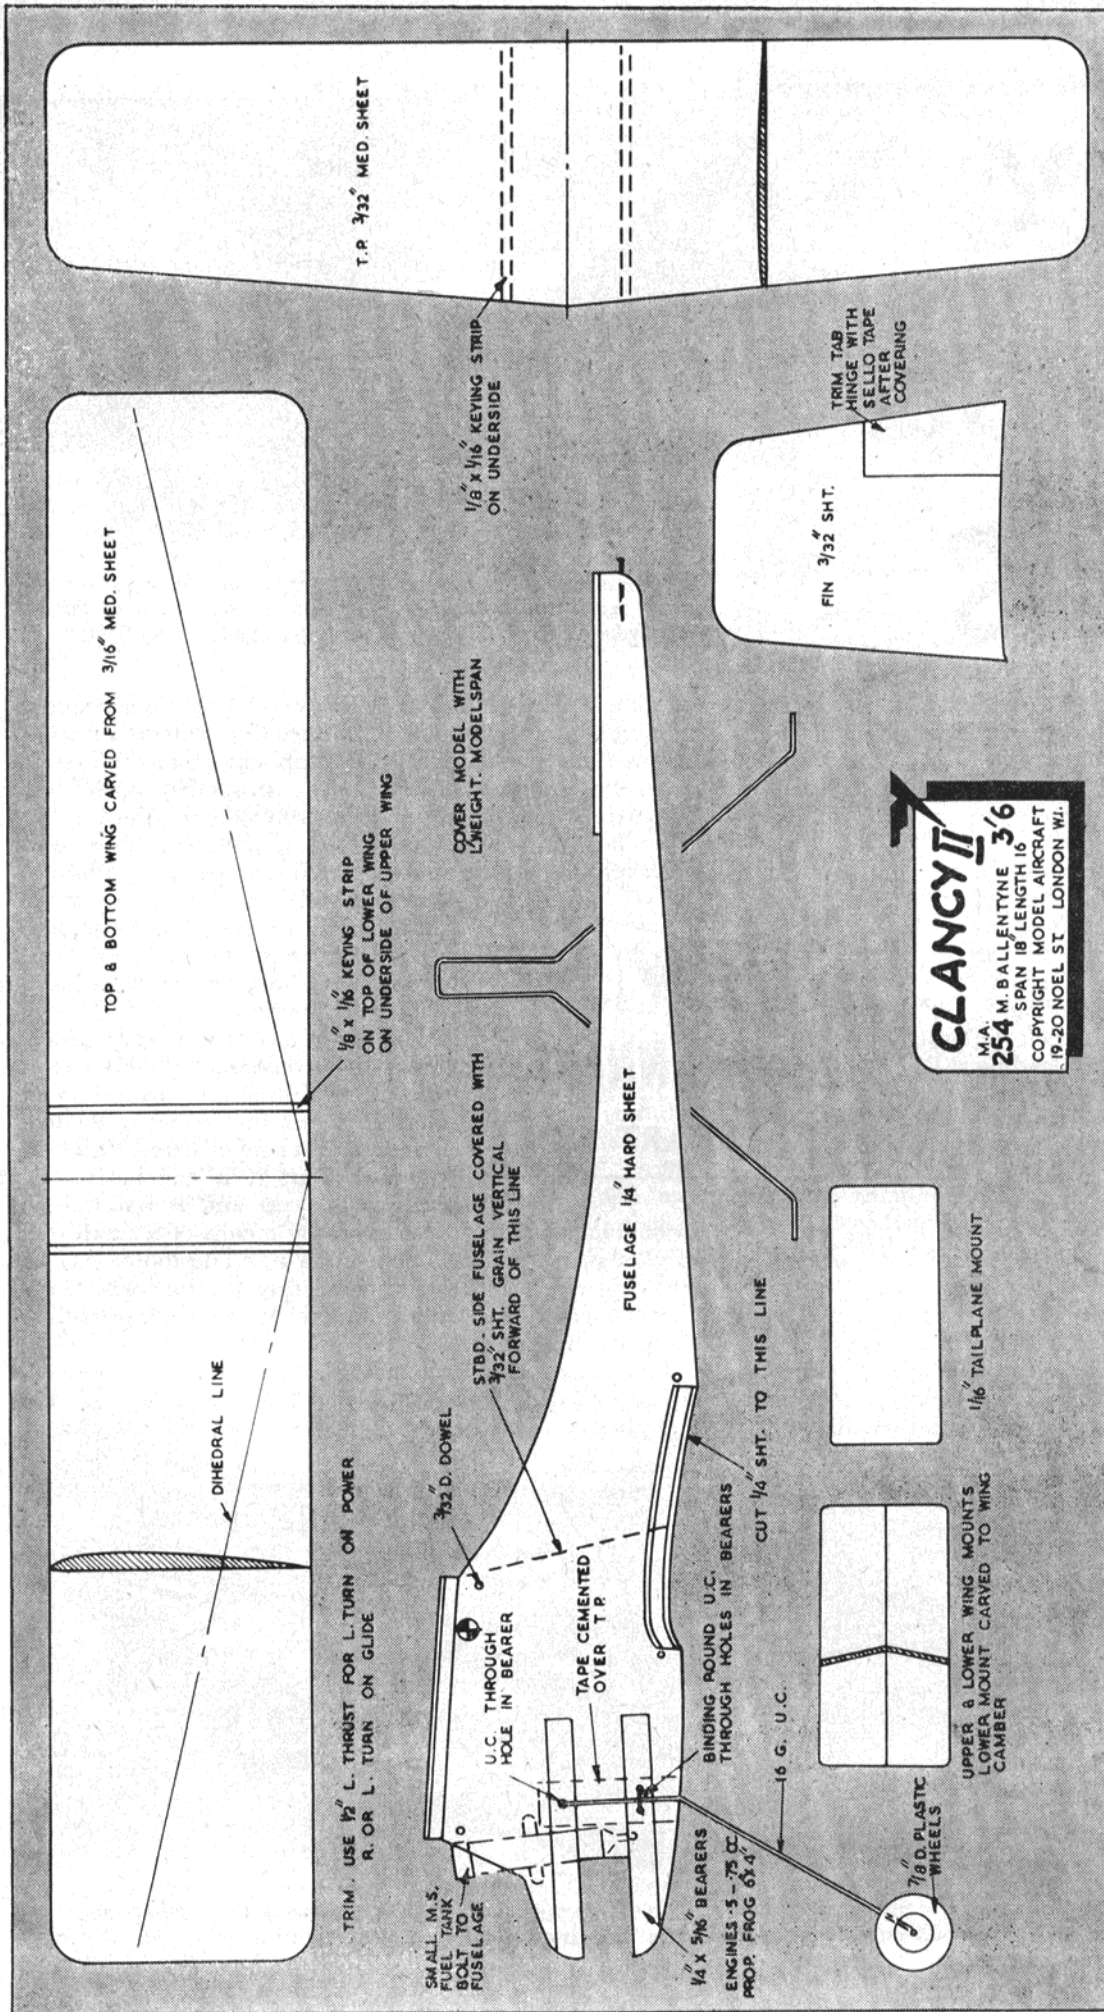 TOP & BOTTOM WING CARVED FROM 3/16" MED. SHEET
DIHEDRAL LINE
1/8" x 1/16" KEYING STRIP
ON TOP OF LOWER WING
ON UNDERSIDE OF UPPER WING
T.P. 3/32" MED. SHEET
1/8" x 1/16" KEYING STRIP
ON UNDERSIDE
TRIM. USE 1/2" L. THRUST FOR L. TURN ON POWER
R. OR L. TURN ON GLIDE
COVER MODEL WITH
L'WEIGHT. MODELSPAN
STBD. SIDE FUSELAGE COVERED WITH
3/32" SHT. GRAIN VERTICAL
FORWARD OF THIS LINE
3/32" D. DOWEL
SMALL M.S.
FUEL TANK
BOLT TO
FUSELAGE
U.C. THROUGH
HOLE IN BEARER
TAPE CEMENTED
OVER T.P.
FUSELAGE 1/4" HARD SHEET
BINDING ROUND U.C.
THROUGH HOLES IN BEARERS
CUT 1/4" SHT. TO THIS LINE
1/4" x 5/16" BEARERS
ENGINES ·5 – ·75 CC
PROP. FROG 6"x 4"
16 G. U.C.
7/8" D. PLASTIC
WHEELS
UPPER & LOWER WING MOUNTS
LOWER MOUNT CARVED TO WING
CAMBER
1/16" TAILPLANE MOUNT
FIN 3/32" SHT.
TRIM TAB
HINGE WITH
SELLO TAPE
AFTER
COVERING
CLANCY II
M.A.
254 M. BALLENTYNE 3'6
SPAN 18" LENGTH 16
COPYRIGHT MODEL AIRCRAFT
19-20 NOEL ST LONDON W.1.